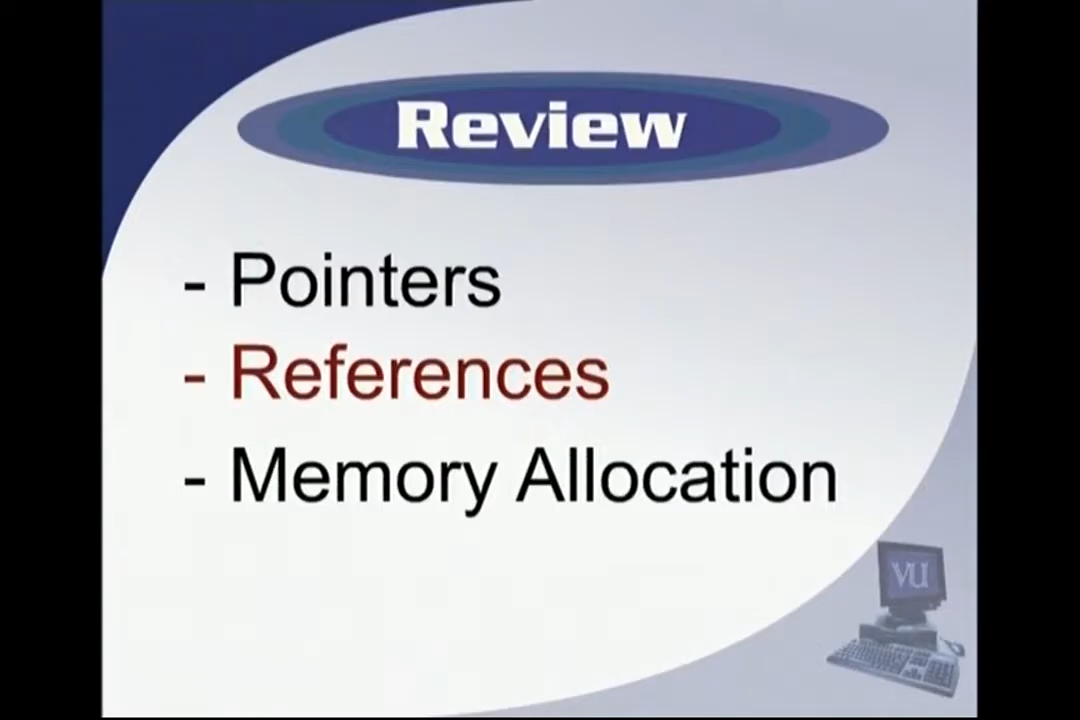 Review
- Pointers
- References
- Memory Allocation
VU